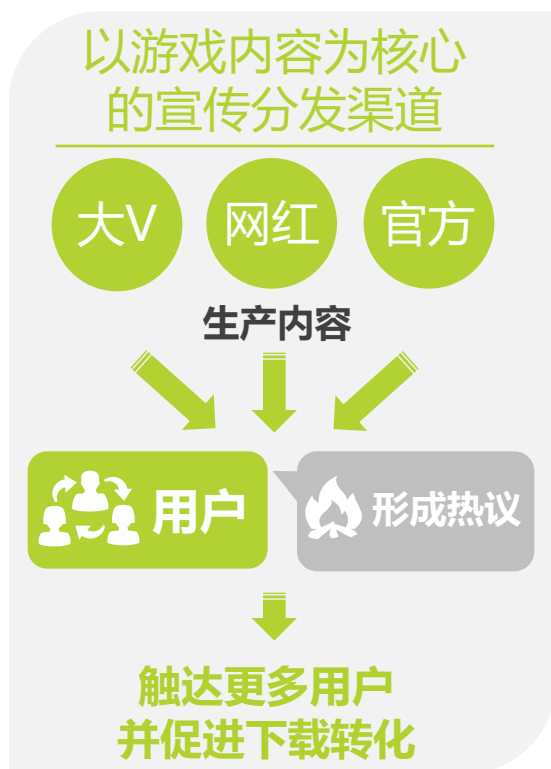 以游戏内容为核心
的宣传分发渠道
大V 网红 官方
生产内容
用户 形成热议
触达更多用户
并促进下载转化